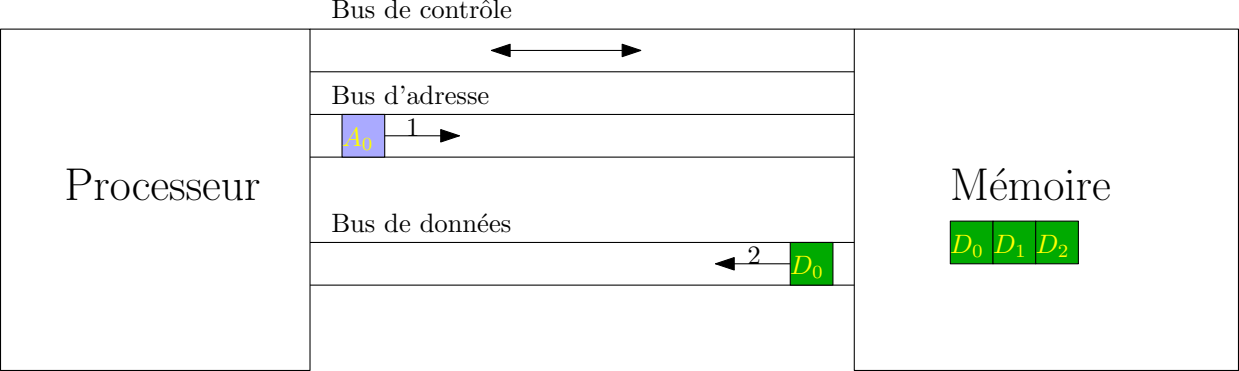 Bus de contrôle
Bus d'adresse
A₀ 1
Processeur
Mémoire
Bus de données
D₀ D₁ D₂
2 D₀